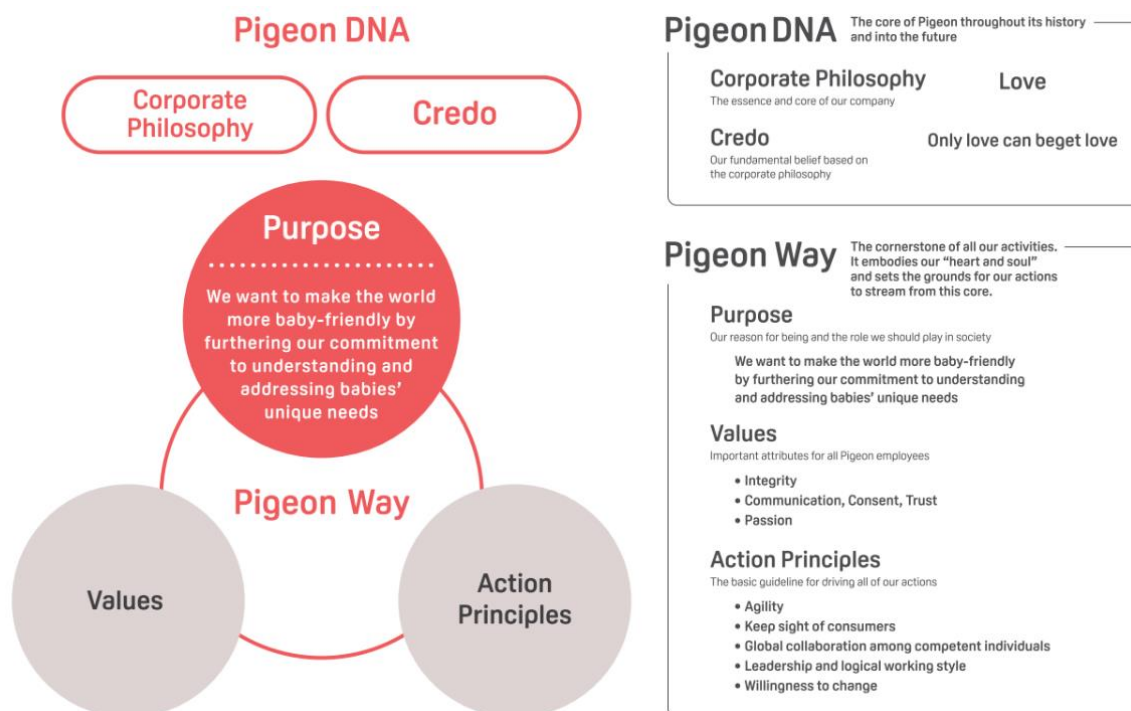 Pigeon DNA
Corporate
Philosophy
Credo
Purpose
We want to make the world
more baby-friendly by
furthering our commitment
to understanding and
addressing babies’
unique needs
Pigeon Way
Values
Action
Principles
Pigeon DNA
The core of Pigeon throughout its history
and into the future
Corporate Philosophy
The essence and core of our company
Love
Credo
Our fundamental belief based on
the corporate philosophy
Only love can beget love
Pigeon Way
The cornerstone of all our activities.
It embodies our “heart and soul”
and sets the grounds for our actions
to stream from this core.
Purpose
Our reason for being and the role we should play in society
We want to make the world more baby-friendly
by furthering our commitment to understanding
and addressing babies’ unique needs
Values
Important attributes for all Pigeon employees
• Integrity
• Communication, Consent, Trust
• Passion
Action Principles
The basic guideline for driving all of our actions
• Agility
• Keep sight of consumers
• Global collaboration among competent individuals
• Leadership and logical working style
• Willingness to change